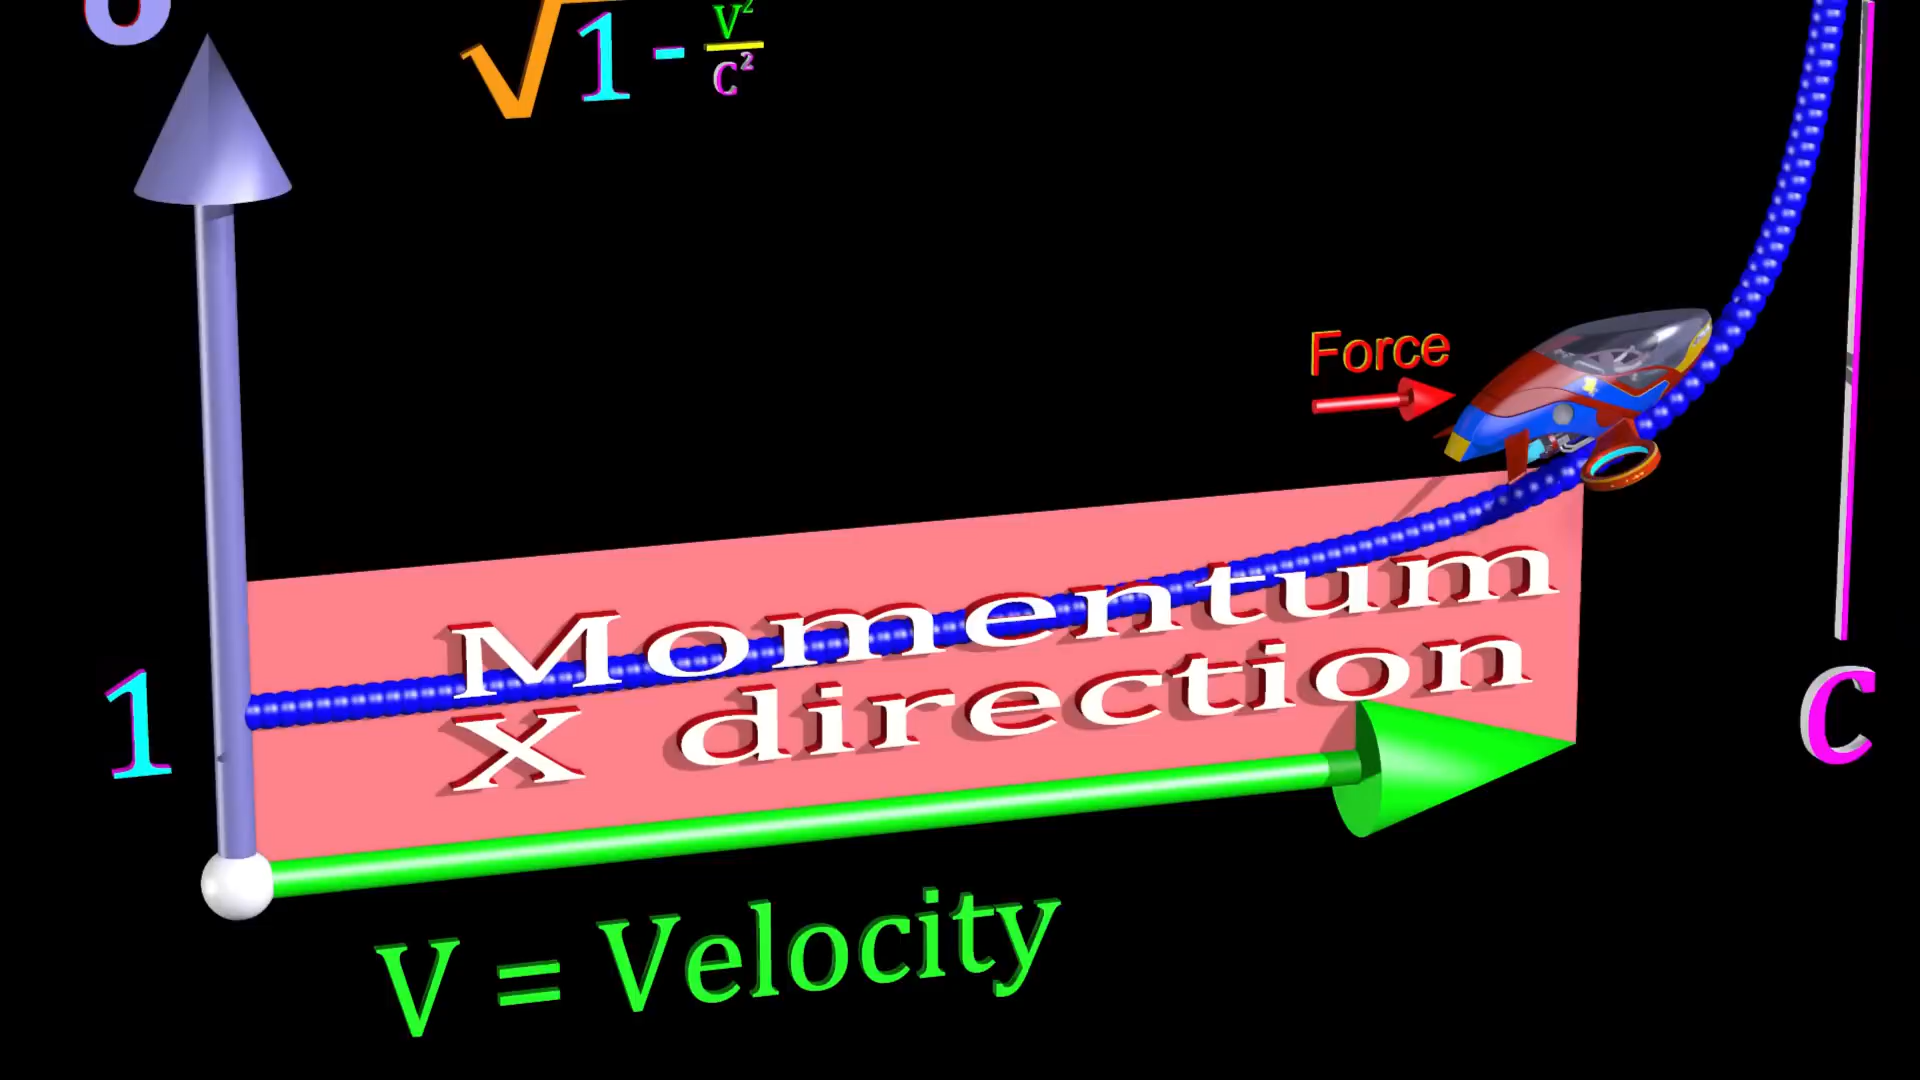 √1 - V²/C²
Force
Momentum
X direction
1
C
V = Velocity